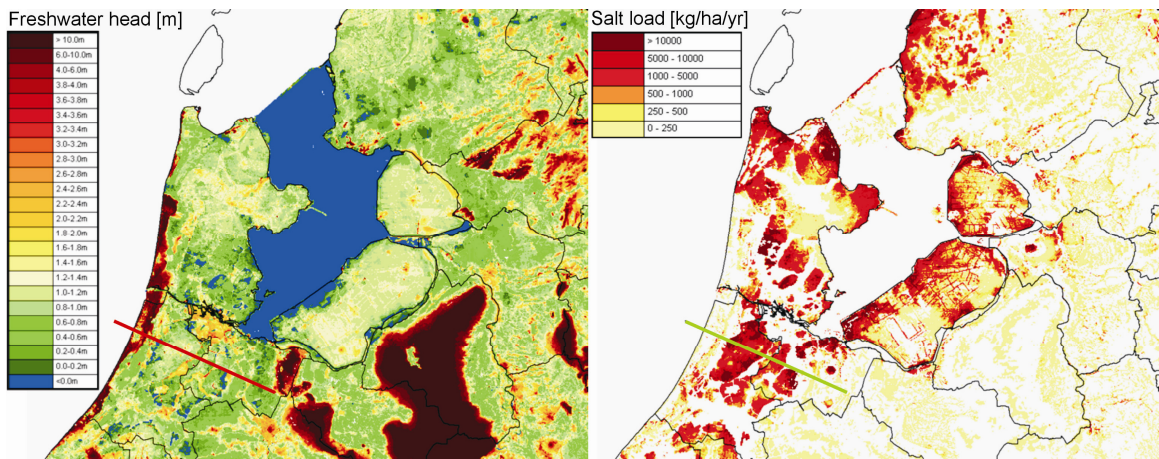 Freshwater head [m]
> 10.0m
6.0-10.0m
4.0-6.0m
3.8-4.0m
3.6-3.8m
3.4-3.6m
3.2-3.4m
3.0-3.2m
2.8-3.0m
2.6-2.8m
2.4-2.6m
2.2-2.4m
2.0-2.2m
1.8-2.0m
1.6-1.8m
1.4-1.6m
1.2-1.4m
1.0-1.2m
0.8-1.0m
0.6-0.8m
0.4-0.6m
0.2-0.4m
0.0-0.2m
<0.0m
Salt load [kg/ha/yr]
> 10000
5000 - 10000
1000 - 5000
500 - 1000
250 - 500
0 - 250